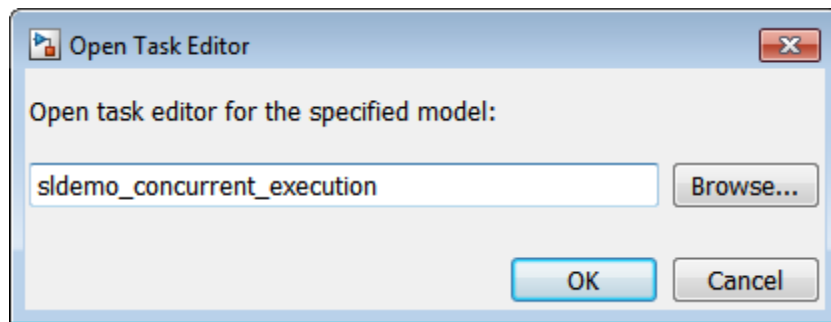 Open Task Editor
Open task editor for the specified model:
sldemo_concurrent_execution Browse...
OK Cancel